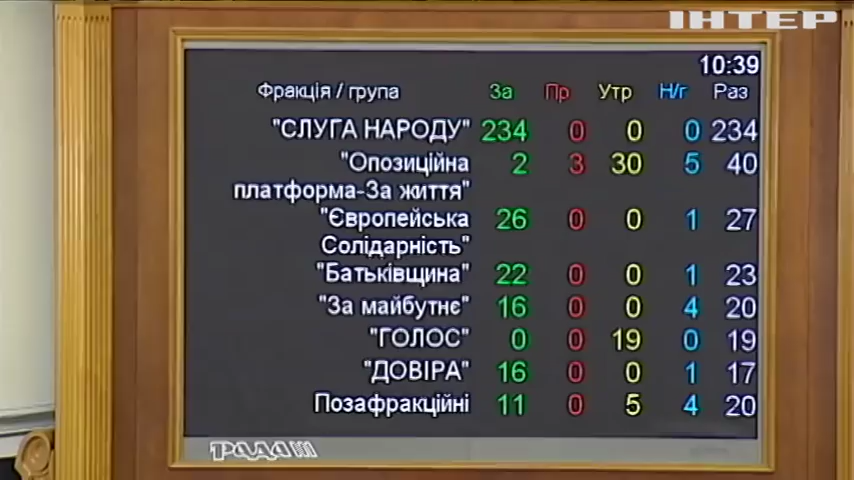 ІНТЕР
10:39
Фракція / група За Пр Утр Н/г Раз
"СЛУГА НАРОДУ" 234 0 0 0 234
"Опозиційна 2 3 30 5 40
платформа-За життя"
"Європейська 26 0 0 1 27
Солідарність"
"Батьківщина" 22 0 0 1 23
"За майбутнє" 16 0 0 4 20
"ГОЛОС" 0 0 19 0 19
"ДОВІРА" 16 0 0 1 17
Позафракційні 11 0 5 4 20
РАДА